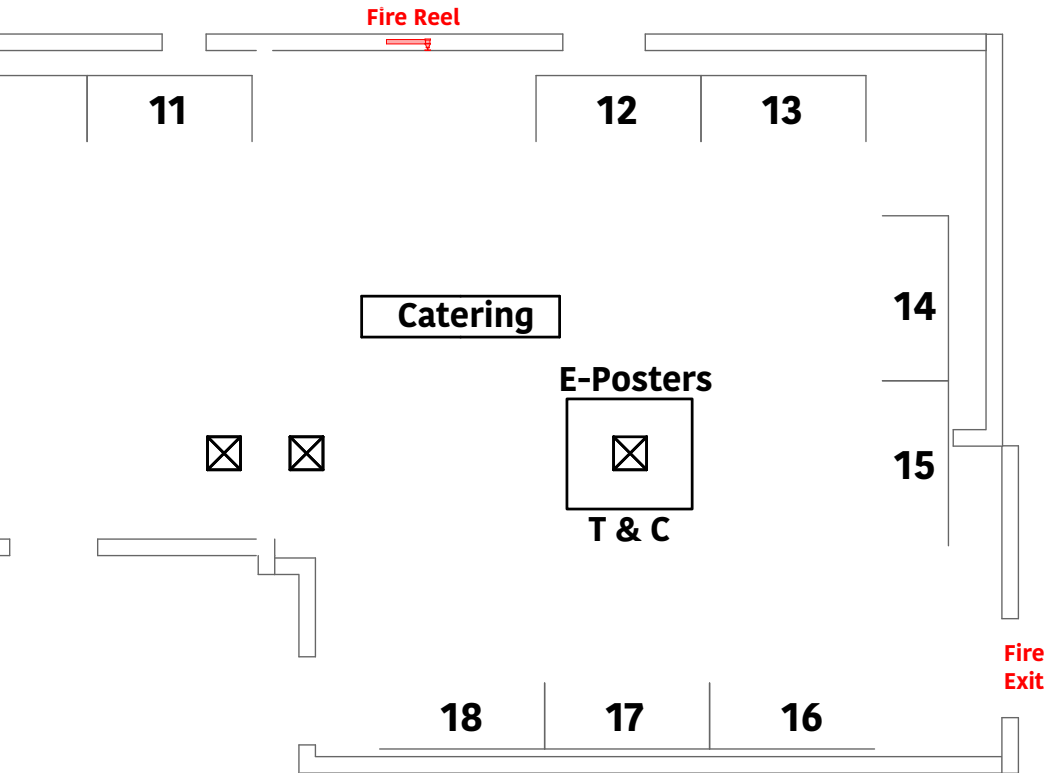 Fire Reel
11
12
13
14
Catering
E-Posters
15
T & C
Fire
Exit
18
17
16